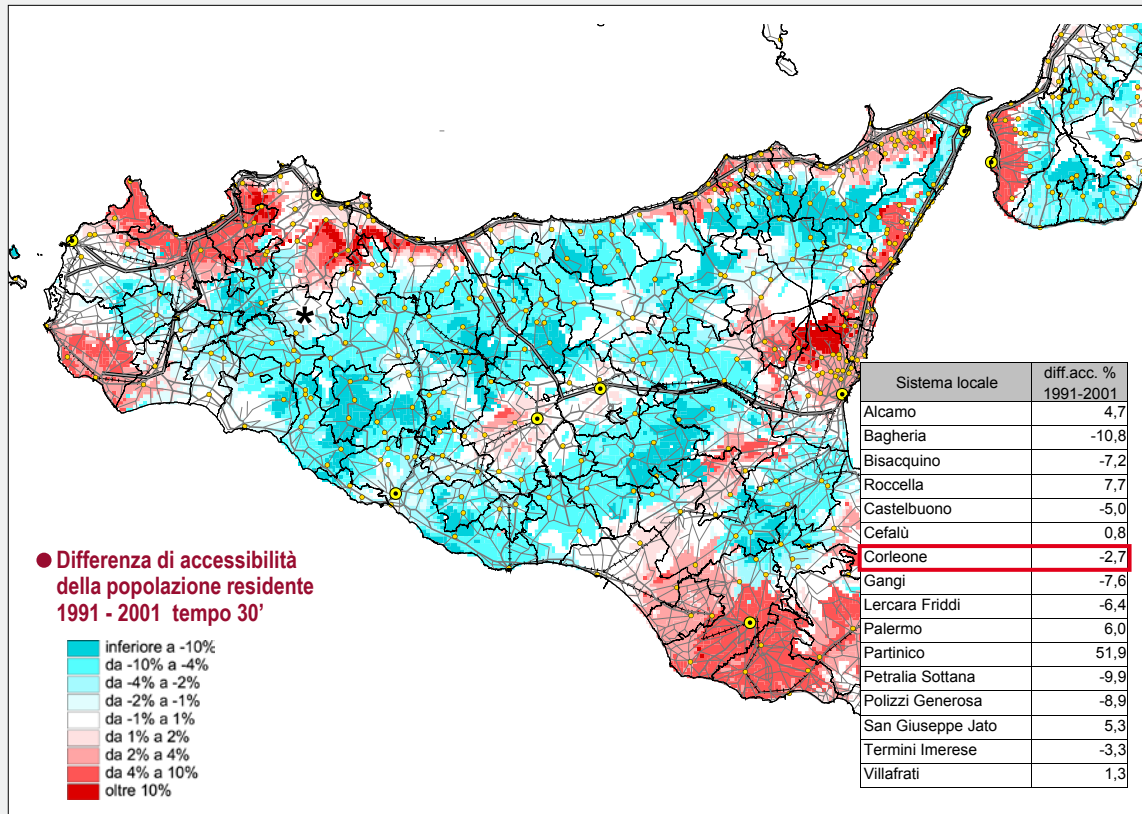 *
● Differenza di accessibilità
della popolazione residente
1991 - 2001 tempo 30'
inferiore a -10%
da -10% a -4%
da -4% a -2%
da -2% a -1%
da -1% a 1%
da 1% a 2%
da 2% a 4%
da 4% a 10%
oltre 10%
Sistema locale diff.acc. % 1991-2001
Alcamo 4,7
Bagheria -10,8
Bisacquino -7,2
Roccella 7,7
Castelbuono -5,0
Cefalù 0,8
Corleone -2,7
Gangi -7,6
Lercara Friddi -6,4
Palermo 6,0
Partinico 51,9
Petralia Sottana -9,9
Polizzi Generosa -8,9
San Giuseppe Jato 5,3
Termini Imerese -3,3
Villafrati 1,3